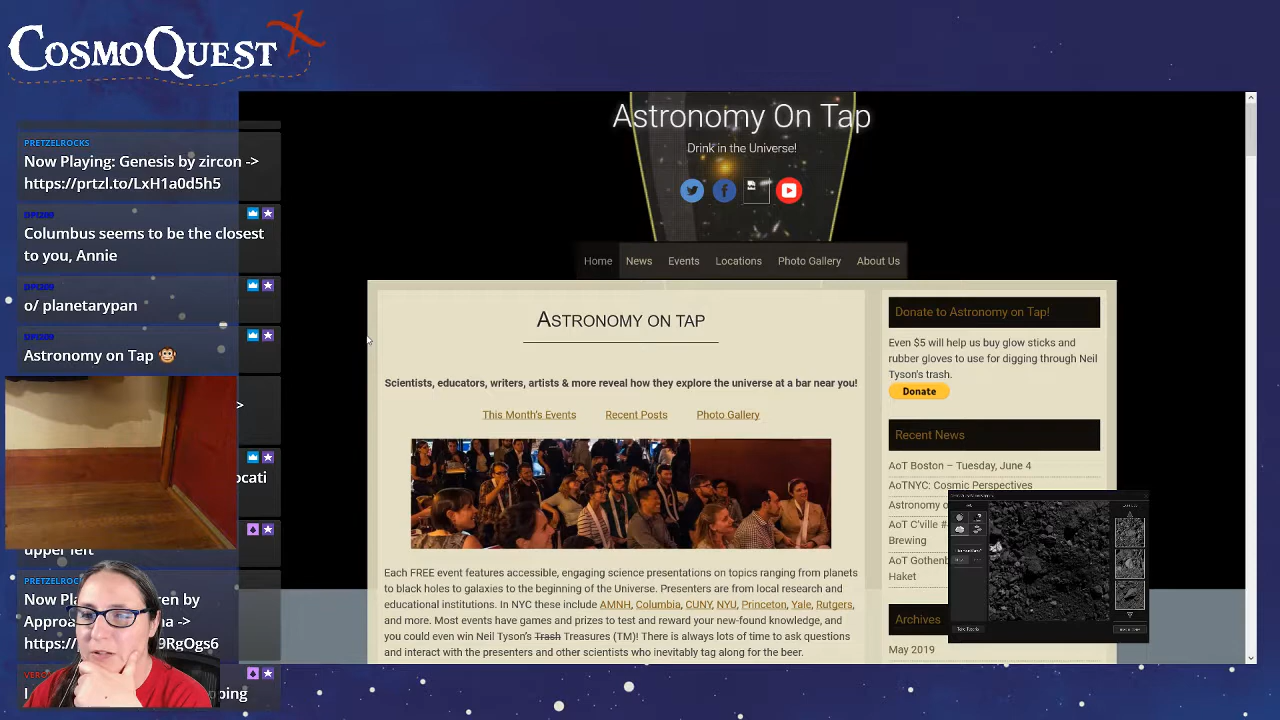 COSMOQUEST X
PRETZELROCKS
Now Playing: Genesis by zircon ->
https://prtzl.to/LxH1a0d5h5
Columbus seems to be the closest
to you, Annie
o/ planetarypan
Astronomy on Tap 🐵
>
ocati
upper left
PRETZELROCK
Now Pl
en by
Approa
na ->
https://
9RgOgs6
VERO
I
ping
Astronomy On Tap
Drink in the Universe!
Home News Events Locations Photo Gallery About Us
ASTRONOMY ON TAP
Scientists, educators, writers, artists & more reveal how they explore the universe at a bar near you!
This Month's Events Recent Posts Photo Gallery
Each FREE event features accessible, engaging science presentations on topics ranging from planets
to black holes to galaxies to the beginning of the Universe. Presenters are from local research and
educational institutions. In NYC these include AMNH, Columbia, CUNY, NYU, Princeton, Yale, Rutgers,
and more. Most events have games and prizes to test and reward your new-found knowledge, and
you could even win Neil Tyson's Trash Treasures (TM)! There is always lots of time to ask questions
and interact with the presenters and other scientists who inevitably tag along for the beer.
Donate to Astronomy on Tap!
Even $5 will help us buy glow sticks and
rubber gloves to use for digging through Neil
Tyson's trash.
Donate
Recent News
AoT Boston – Tuesday, June 4
AoTNYC: Cosmic Perspectives
Astronomy o
AoT C'ville #
Brewing
AoT Gothenb
Haket
Archives
May 2019